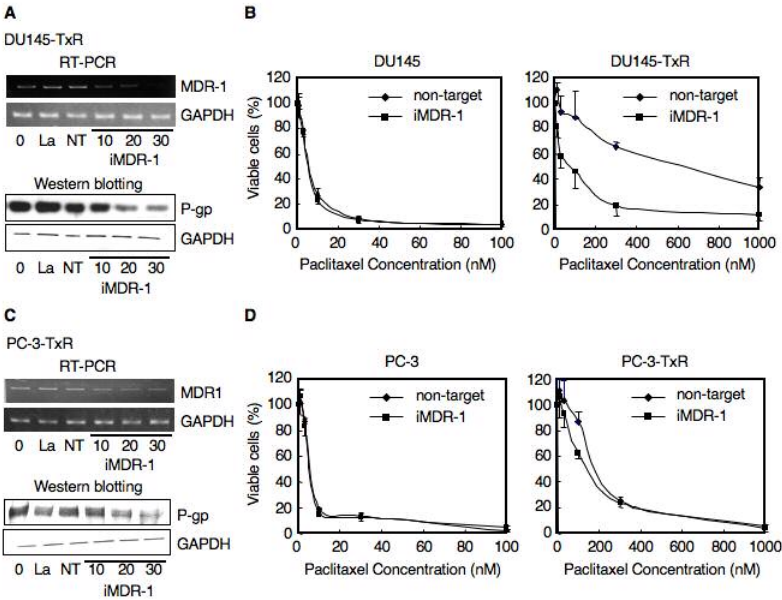 A
DU145-TxR
RT-PCR
MDR-1
GAPDH
0 La NT 10 20 30
iMDR-1
Western blotting
P-gp
GAPDH
0 La NT 10 20 30
iMDR-1
B
DU145
non-target
iMDR-1
Viable cells (%)
120
100
80
60
40
20
0
0 20 40 60 80 100
Paclitaxel Concentration (nM)
DU145-TxR
non-target
iMDR-1
120
100
80
60
40
20
0
0 200 400 600 800 1000
Paclitaxel Concentration (nM)
C
PC-3-TxR
RT-PCR
MDR1
GAPDH
0 La NT 10 20 30
iMDR-1
Western blotting
P-gp
GAPDH
0 La NT 10 20 30
iMDR-1
D
PC-3
non-target
iMDR-1
Viable cells (%)
120
100
80
60
40
20
0
0 20 40 60 80 100
Paclitaxel Concentration (nM)
PC-3-TxR
non-target
iMDR-1
120
100
80
60
40
20
0
0 200 400 600 800 1000
Paclitaxel Concentration (nM)